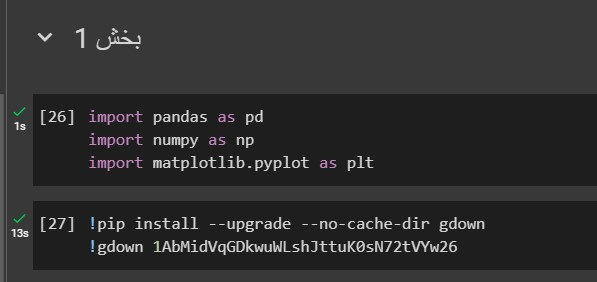 بخش 1
[26] import pandas as pd
import numpy as np
import matplotlib.pyplot as plt
1s
[27] !pip install --upgrade --no-cache-dir gdown
!gdown 1AbMidVqGDkwuWLshJttuK0sN72tVYw26
13s